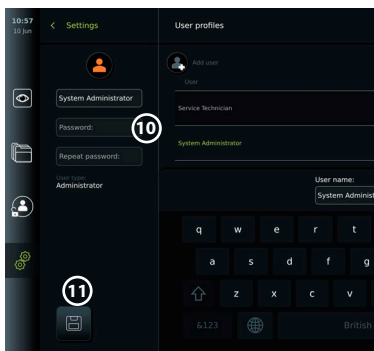 10:57
10 Jun
Settings
User profiles
Add user
User
System Administrator
Service Technician
Password:
10
System Administrator
Repeat password:
User type:
Administrator
User name:
System Administ
q w e r t
a s d f g
11
z x c v
&123
British